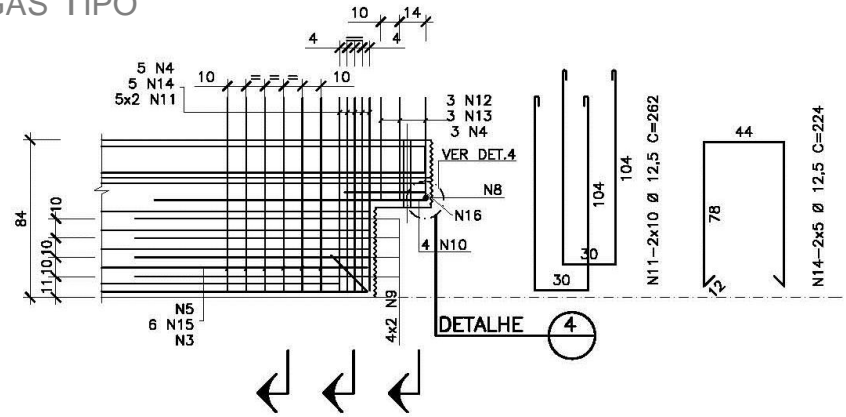 GAS TIPO
10 14
4 4
5 N4
5 N14
5x2 N11
10 = = = 10
3 N12
3 N13
3 N4
VER DET.4
N8
N16
4 N10
84
10
10
10
11
N5
6 N15
N3
4x2 N9
DETALHE 4
104
104
30
30
N11-2x10 Ø 12,5 C=262
44
78
12
N14-2x5 Ø 12,5 C=224